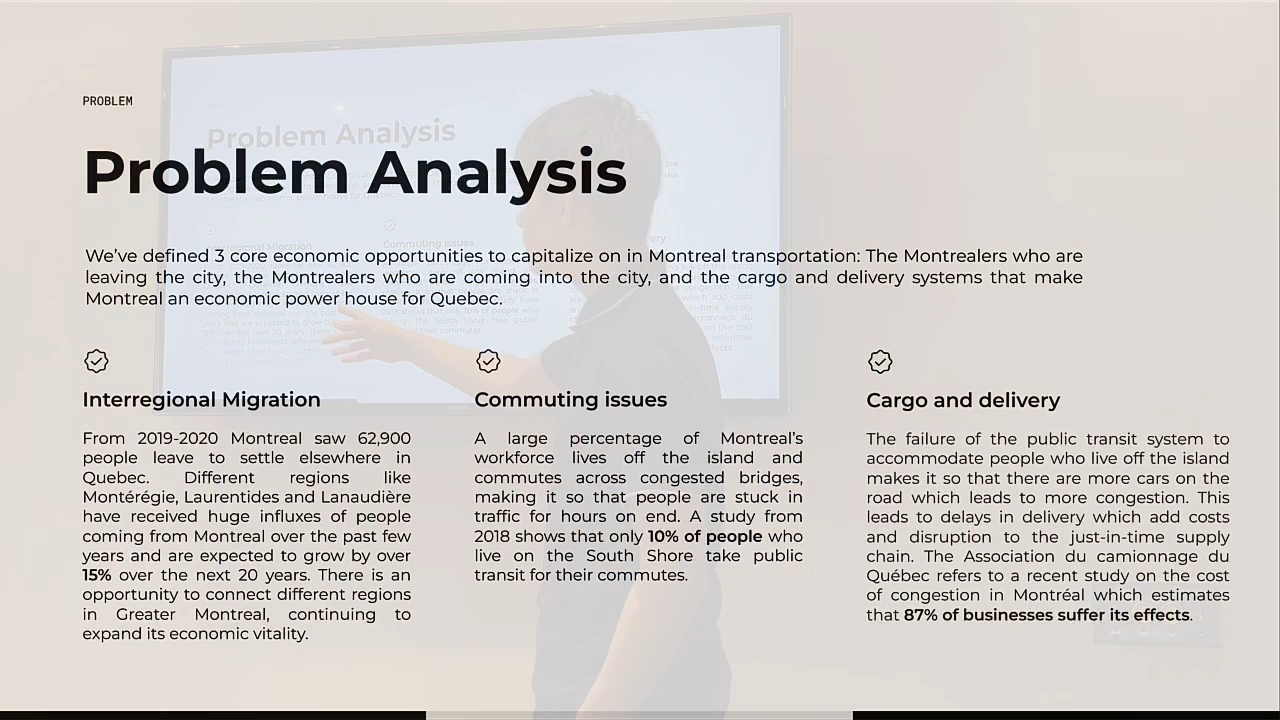 PROBLEM
Problem Analysis
Problem Analysis
We've defined 3 core economic opportunities to capitalize on in Montreal transportation: The Montrealers who are
leaving the city, the Montrealers who are coming into the city, and the cargo and delivery systems that make
Montreal an economic power house for Quebec.
Interregional Migration
From 2019-2020 Montreal saw 62,900
people leave to settle elsewhere in
Quebec. Different regions like
Montérégie, Laurentides and Lanaudière
have received huge influxes of people
coming from Montreal over the past few
years and are expected to grow by over
15% over the next 20 years. There is an
opportunity to connect different regions
in Greater Montreal, continuing to
expand its economic vitality.
Commuting issues
A large percentage of Montreal's
workforce lives off the island and
commutes across congested bridges,
making it so that people are stuck in
traffic for hours on end. A study from
2018 shows that only 10% of people who
live on the South Shore take public
transit for their commutes.
Cargo and delivery
The failure of the public transit system to
accommodate people who live off the island
makes it so that there are more cars on the
road which leads to more congestion. This
leads to delays in delivery which add costs
and disruption to the just-in-time supply
chain. The Association du camionnage du
Québec refers to a recent study on the cost
of congestion in Montréal which estimates
that 87% of businesses suffer its effects.